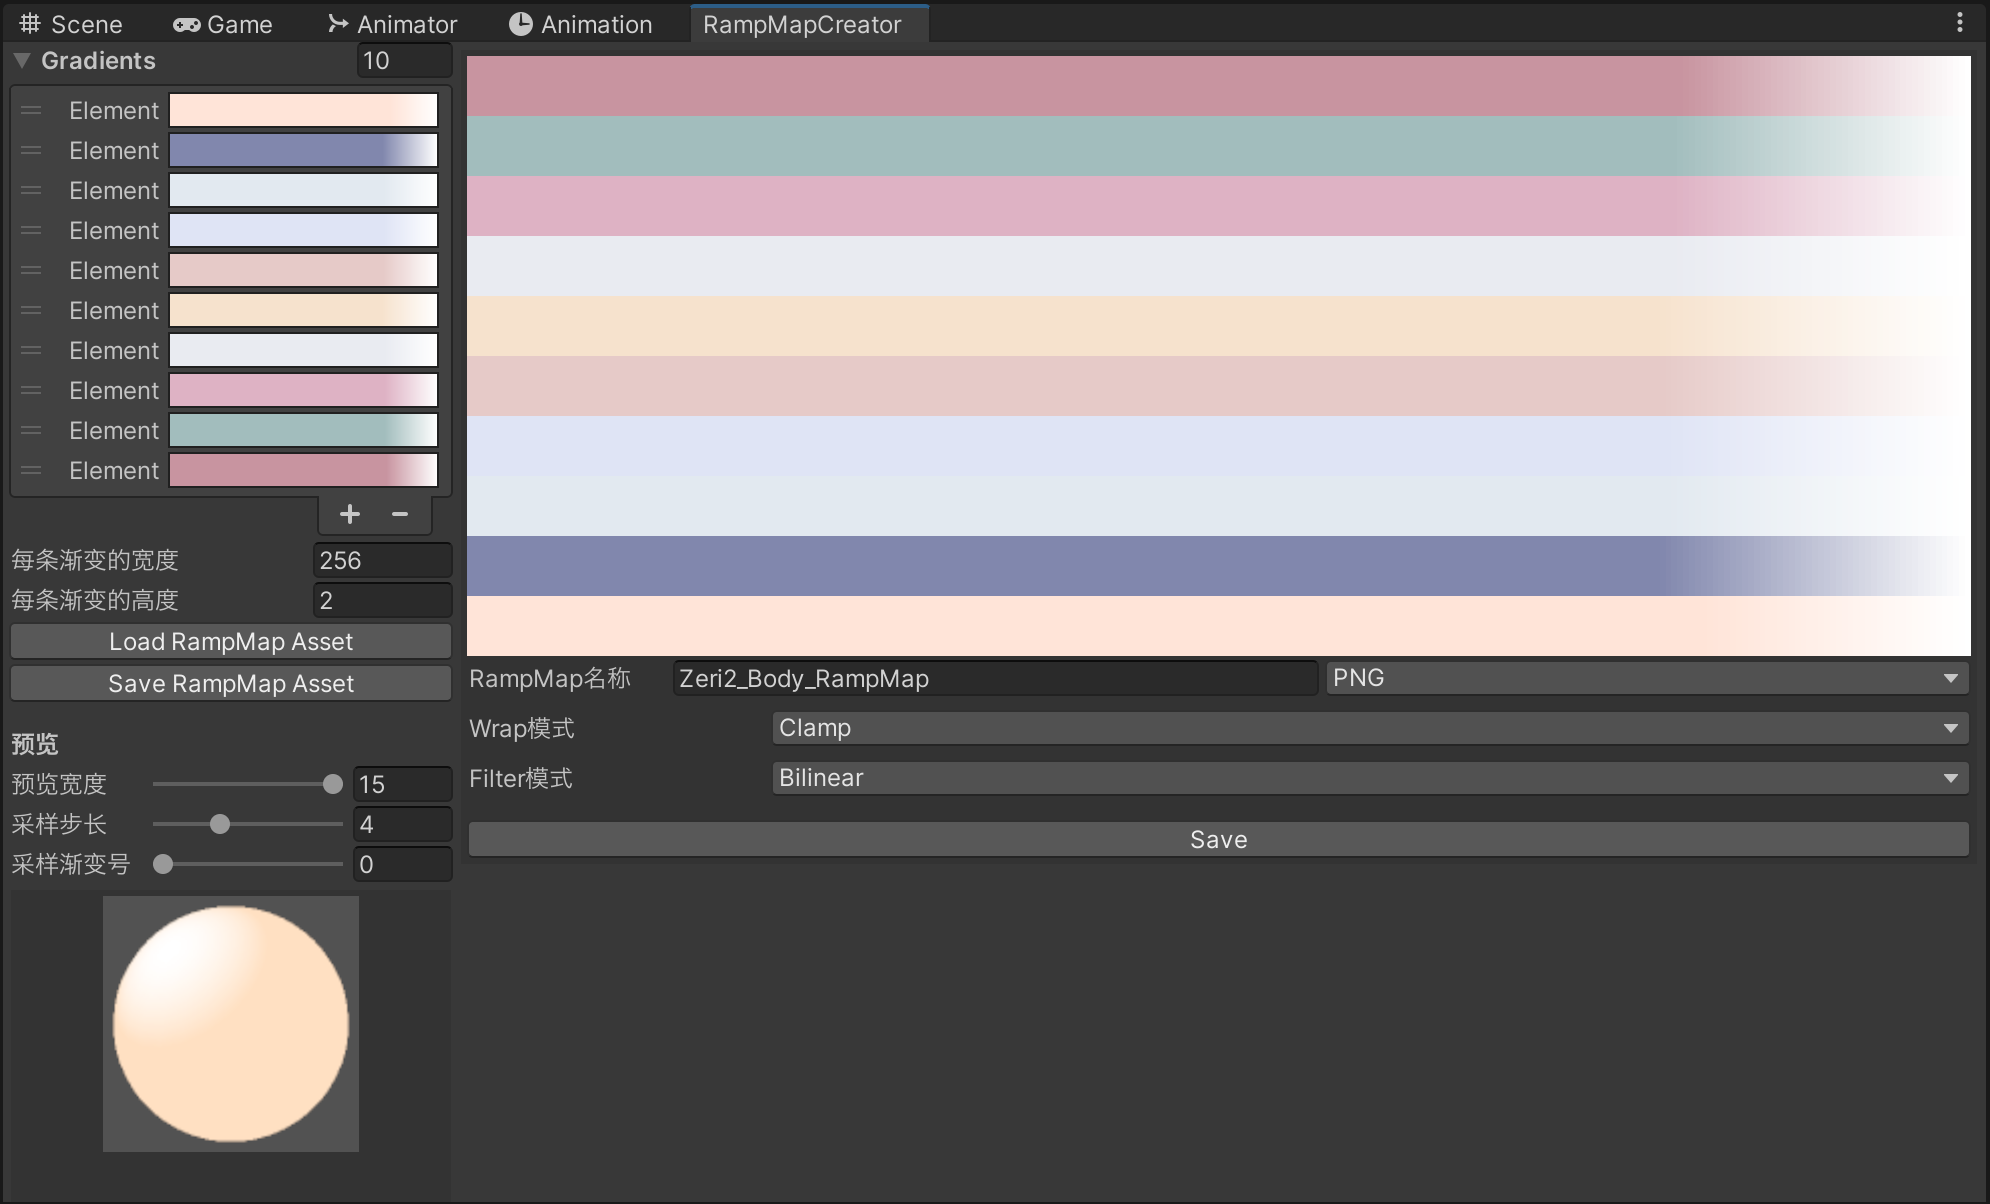 Scene Game Animator Animation RampMapCreator
Gradients 10
Element
Element
Element
Element
Element
Element
Element
Element
Element
Element
+ −
每条渐变的宽度 256
每条渐变的高度 2
Load RampMap Asset
Save RampMap Asset
预览
预览宽度 15
采样步长 4
采样渐变号 0
RampMap名称 Zeri2_Body_RampMap PNG
Wrap模式 Clamp
Filter模式 Bilinear
Save